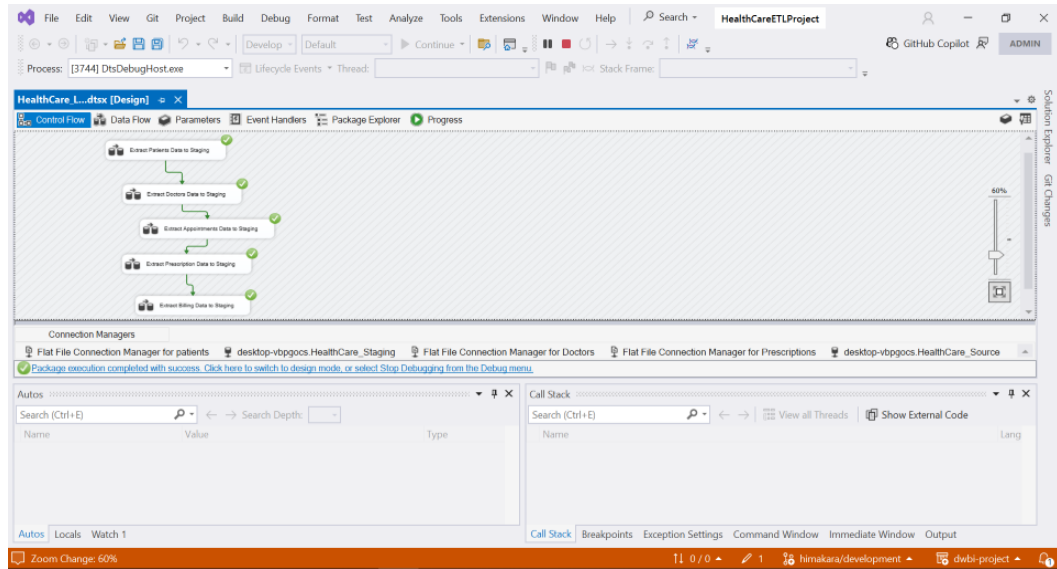 File Edit View Git Project Build Debug Format Test Analyze Tools Extensions Window Help Search HealthCareETLProject
Develop Default Continue GitHub Copilot ADMIN
Process: [3744] DtsDebugHost.exe Lifecycle Events Thread: Stack Frame:
HealthCare_L...dtsx [Design]
Control Flow Data Flow Parameters Event Handlers Package Explorer Progress
Extract Patients Data to Staging
Extract Doctors Data to Staging
Extract Appointments Data to Staging
Extract Prescription Data to Staging
Extract Billing Data to Staging
60%
Solution Explorer
Git Changes
Connection Managers
Flat File Connection Manager for patients desktop-vbpgocs.HealthCare_Staging Flat File Connection Manager for Doctors Flat File Connection Manager for Prescriptions desktop-vbpgocs.HealthCare_Source
Package execution completed with success. Click here to switch to design mode, or select Stop Debugging from the Debug menu.
Autos
Search (Ctrl+E) Search Depth:
Name Value Type
Autos Locals Watch 1
Call Stack
Search (Ctrl+E) View all Threads Show External Code
Name Lang
Call Stack Breakpoints Exception Settings Command Window Immediate Window Output
Zoom Change: 60% 0 / 0 1 himakara/development dwbi-project